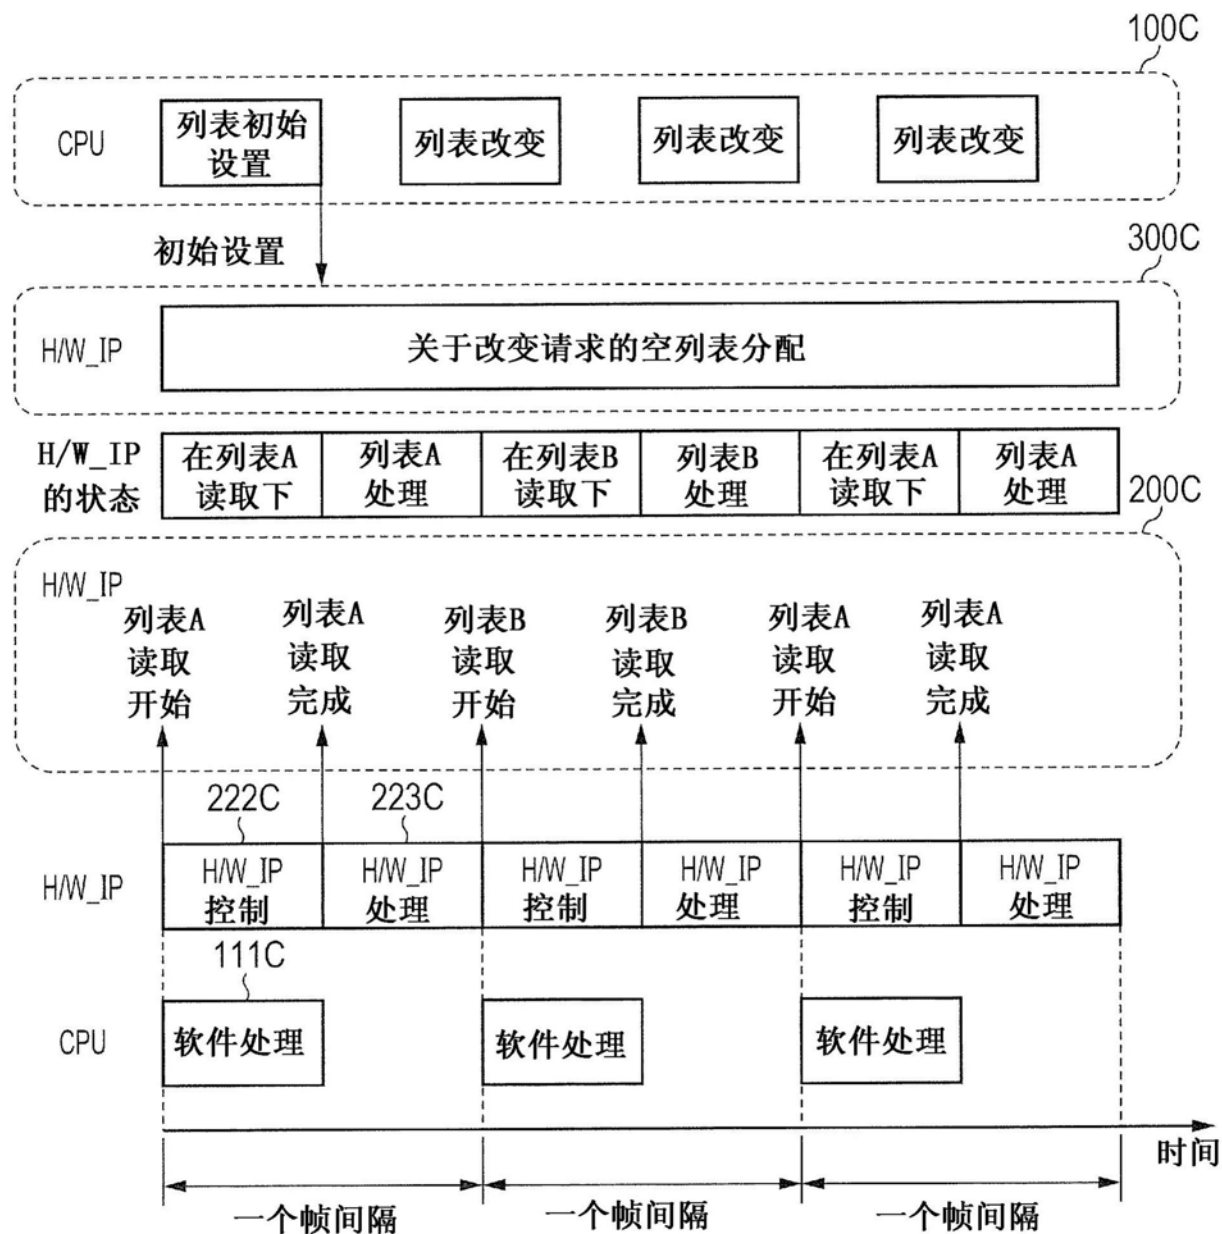 100C
CPU
列表初始
设置
列表改变
列表改变
列表改变
初始设置
300C
H/W_IP
关于改变请求的空列表分配
H/W_IP
的状态
在列表A
读取下
列表A
处理
在列表B
读取下
列表B
处理
在列表A
读取下
列表A
处理
200C
H/W_IP
列表A
读取
开始
列表A
读取
完成
列表B
读取
开始
列表B
读取
完成
列表A
读取
开始
列表A
读取
完成
222C
223C
H/W_IP
H/W_IP
控制
H/W_IP
处理
H/W_IP
控制
H/W_IP
处理
H/W_IP
控制
H/W_IP
处理
111C
CPU
软件处理
软件处理
软件处理
时间
一个帧间隔
一个帧间隔
一个帧间隔